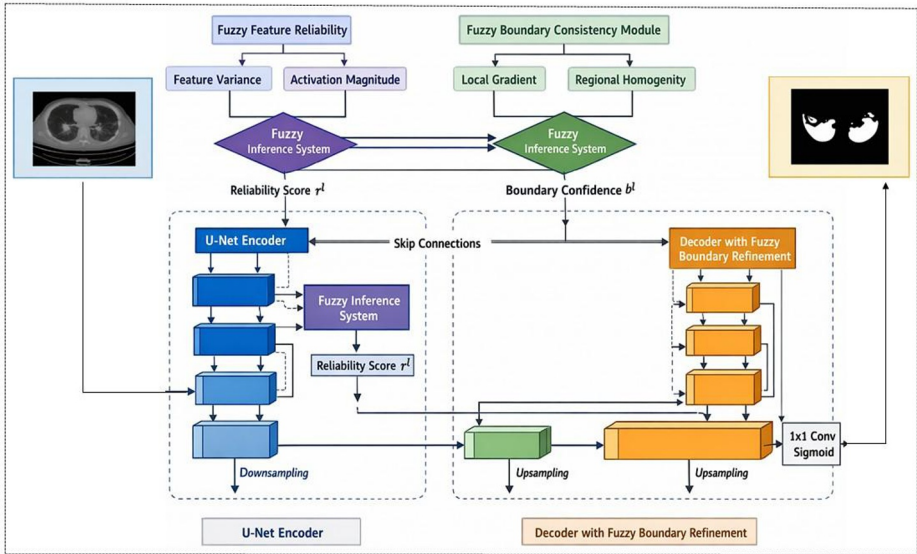 Fuzzy Feature Reliability
Fuzzy Boundary Consistency Module
Feature Variance
Activation Magnitude
Local Gradient
Regional Homogenity
Fuzzy
Inference System
Fuzzy
Inference System
Reliability Score r^l
Boundary Confidence b^l
U-Net Encoder
Skip Connections
Decoder with Fuzzy
Boundary Refinement
Fuzzy Inference
System
Reliability Score r^l
1x1 Conv
Sigmoid
Downsampling
Upsampling
Upsampling
U-Net Encoder
Decoder with Fuzzy Boundary Refinement